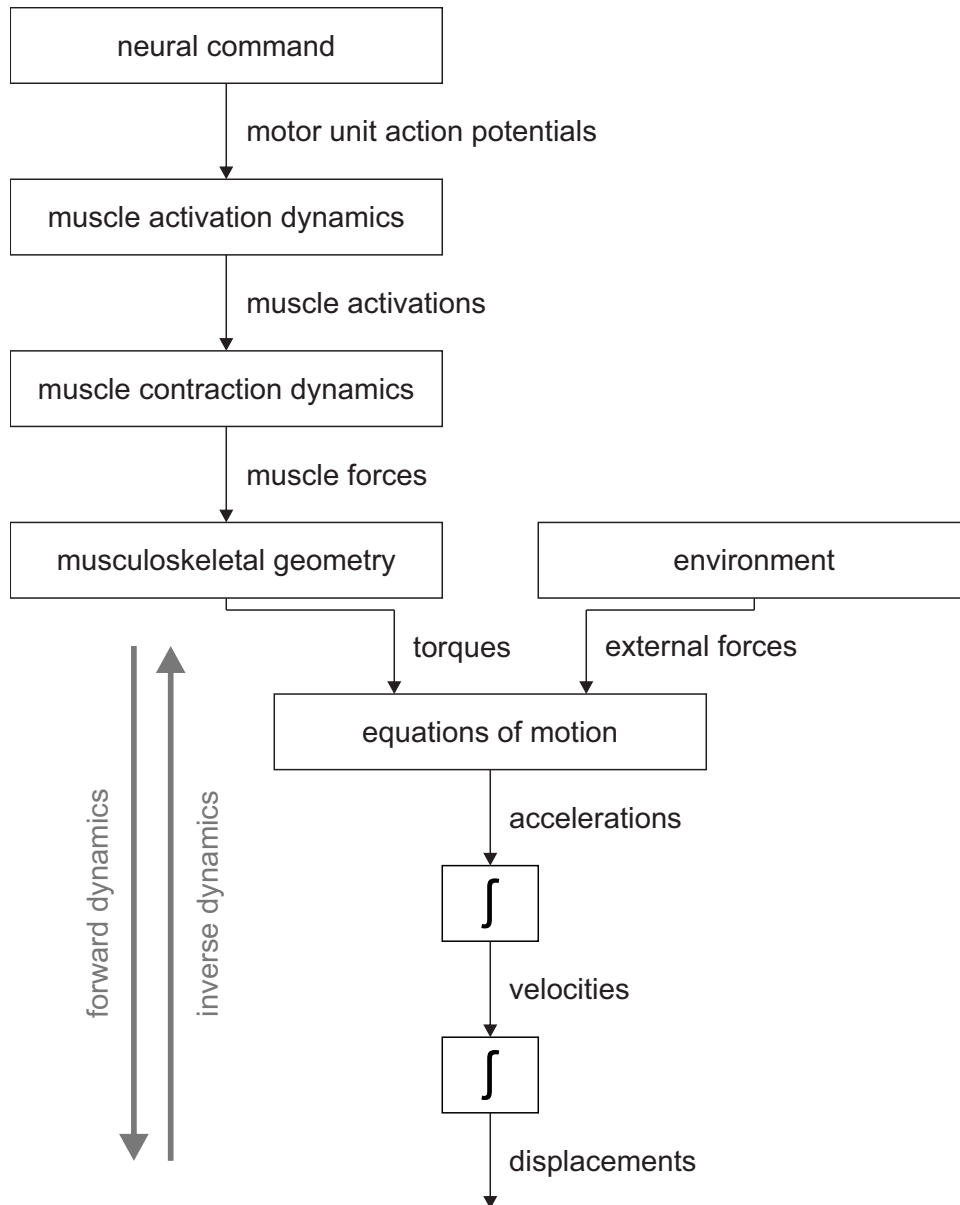 neural command
motor unit action potentials
muscle activation dynamics
muscle activations
muscle contraction dynamics
muscle forces
musculoskeletal geometry
environment
torques
external forces
equations of motion
forward dynamics
inverse dynamics
accelerations
∫
velocities
∫
displacements